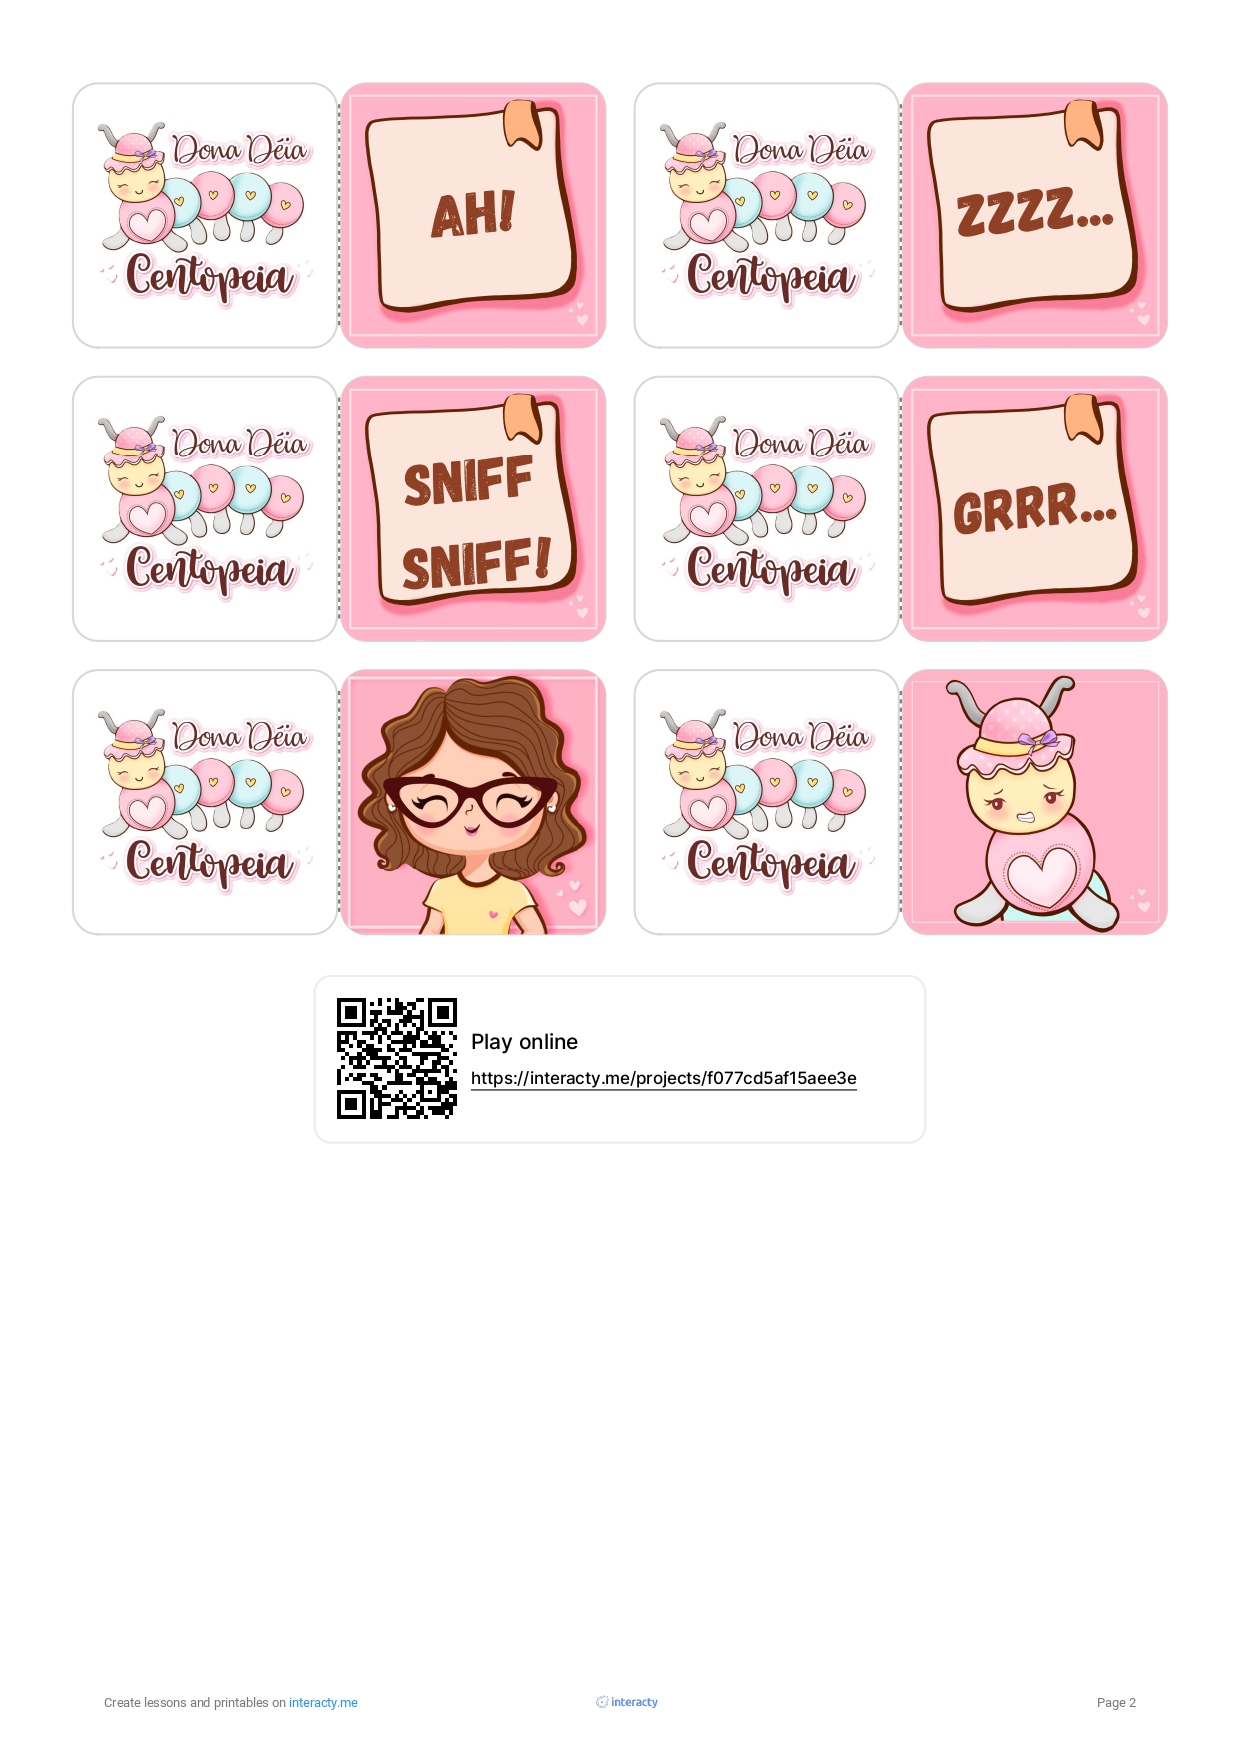 Dona Déia
Centopeia
AH!
Dona Déia
Centopeia
ZZZZ...
Dona Déia
Centopeia
SNIFF
SNIFF!
Dona Déia
Centopeia
GRRR...
Dona Déia
Centopeia
Dona Déia
Centopeia
Play online
https://interacty.me/projects/f077cd5af15aee3e
Create lessons and printables on interacty.me
interacty
Page 2